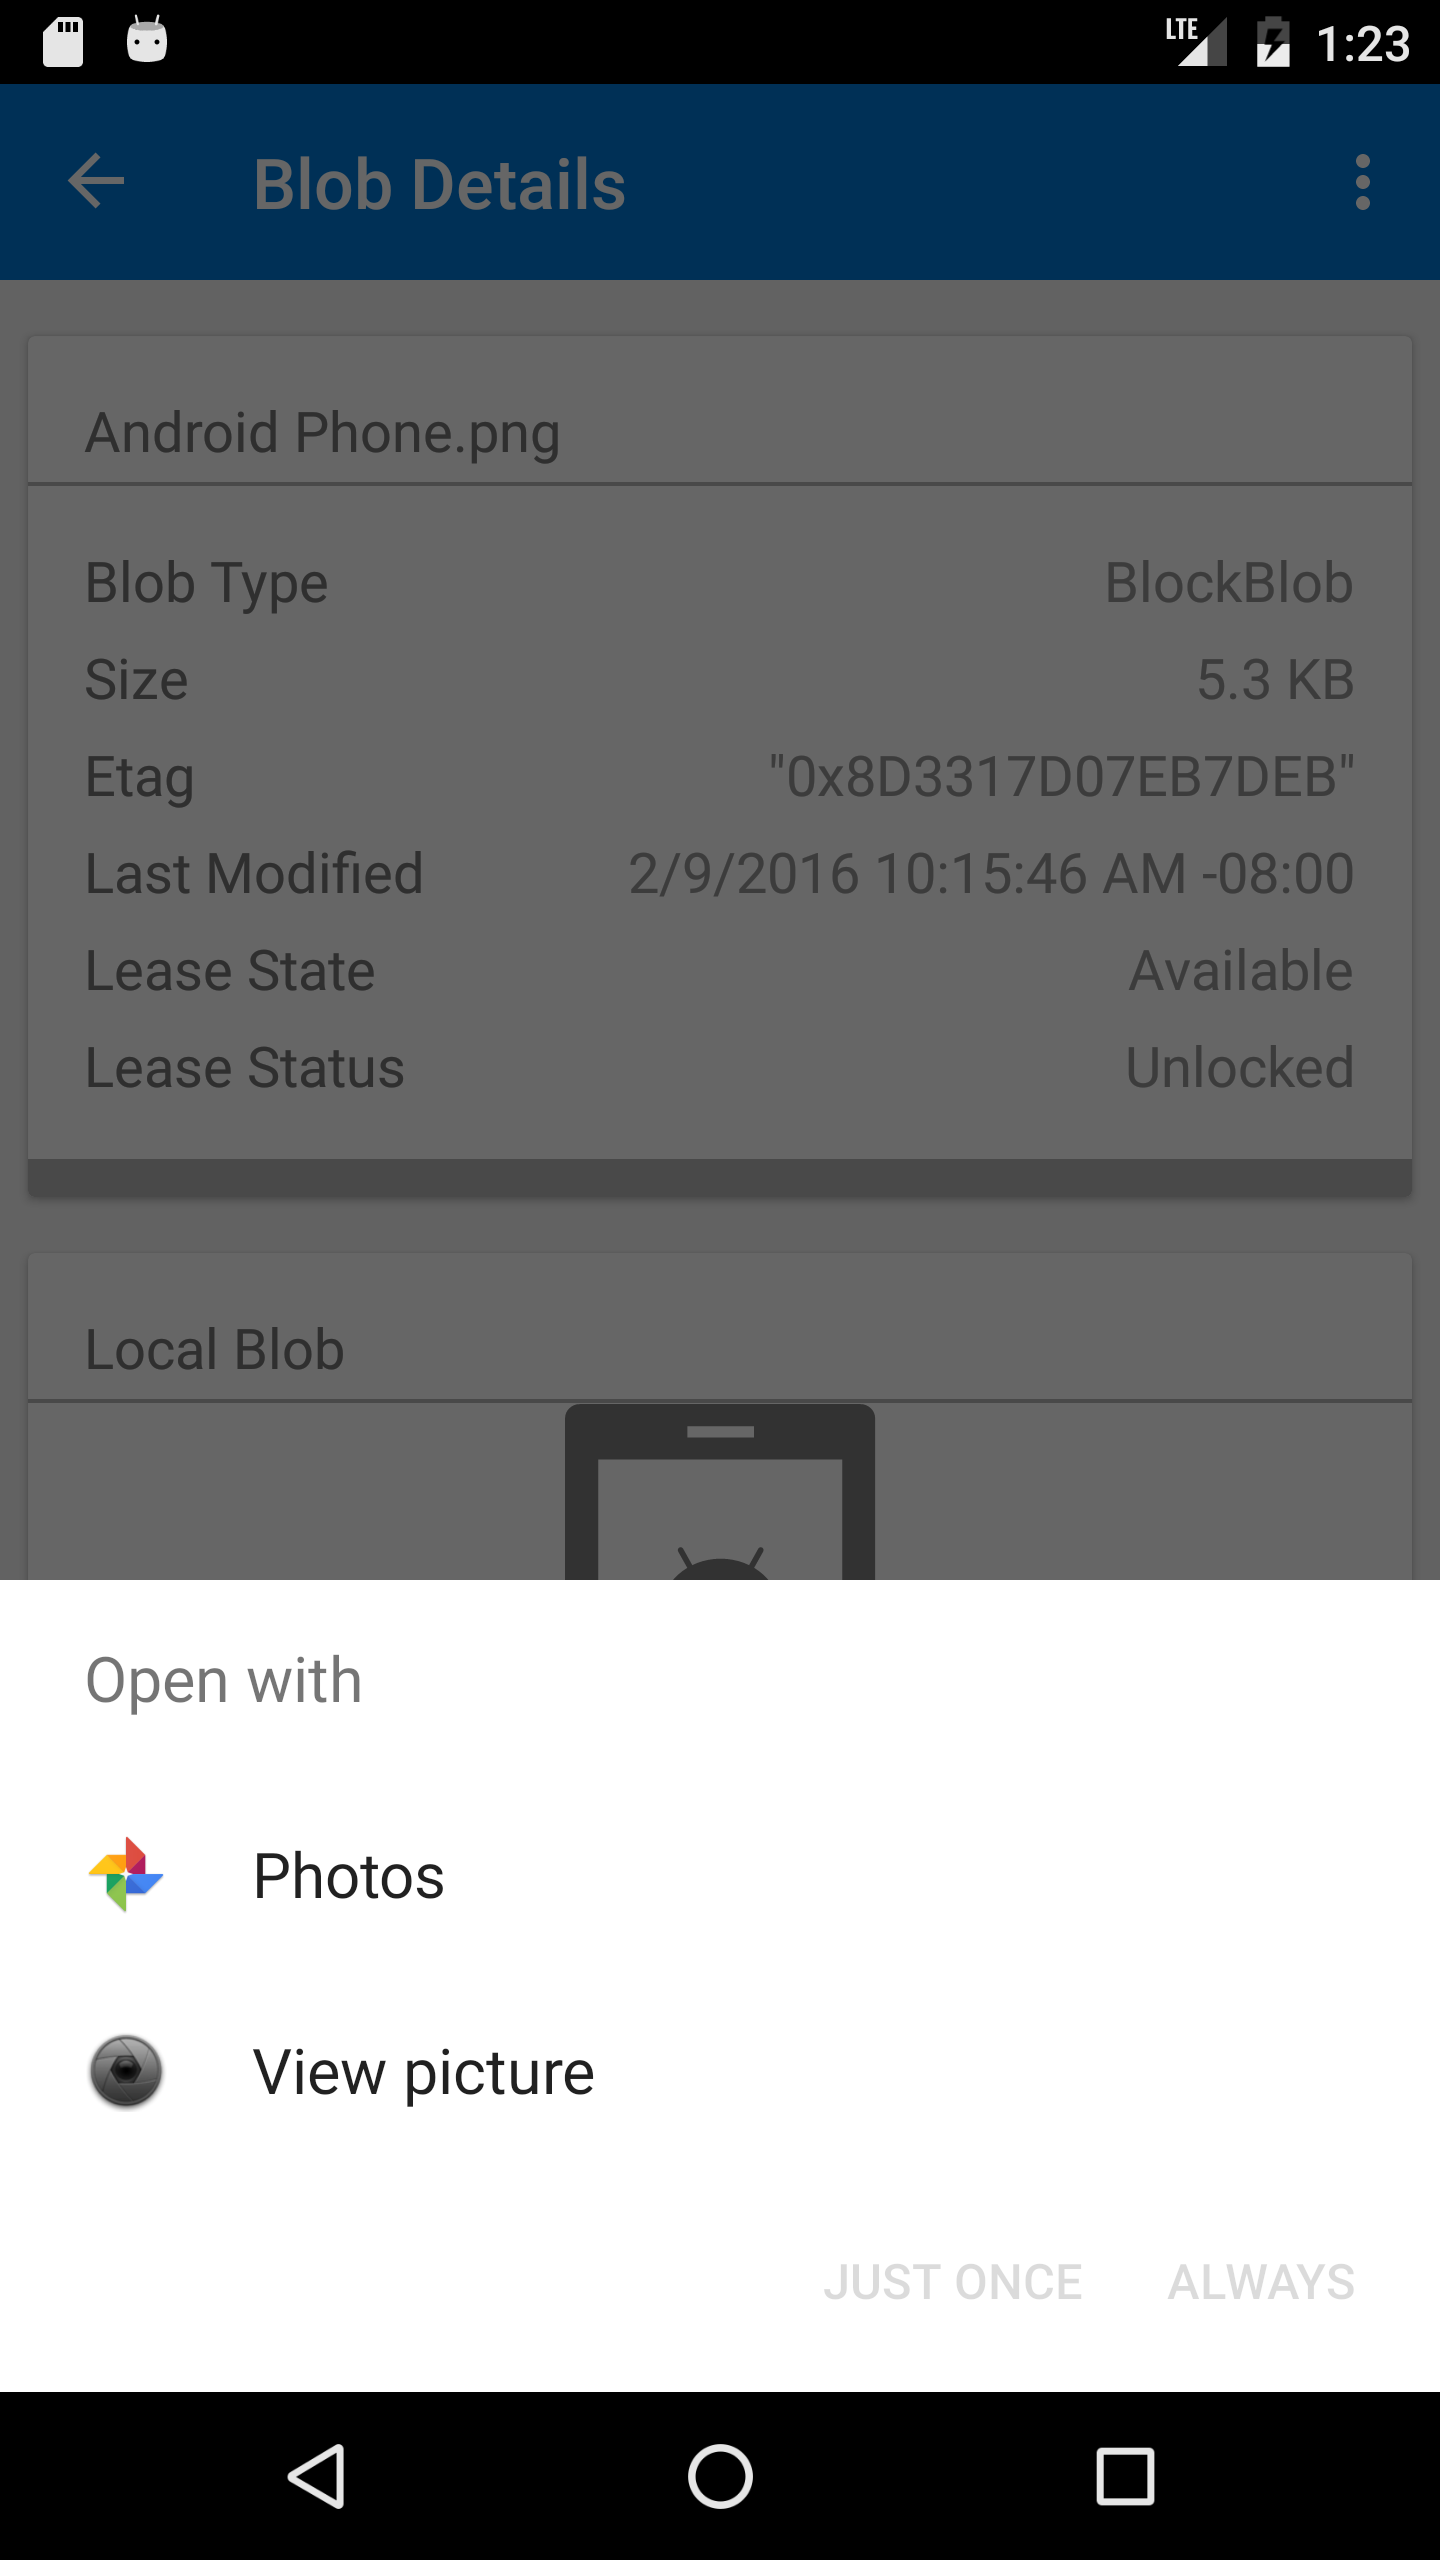 LTE 1:23
Blob Details
Android Phone.png
Blob Type BlockBlob
Size 5.3 KB
Etag "0x8D3317D07EB7DEB"
Last Modified 2/9/2016 10:15:46 AM -08:00
Lease State Available
Lease Status Unlocked
Local Blob
Open with
Photos
View picture
JUST ONCE ALWAYS